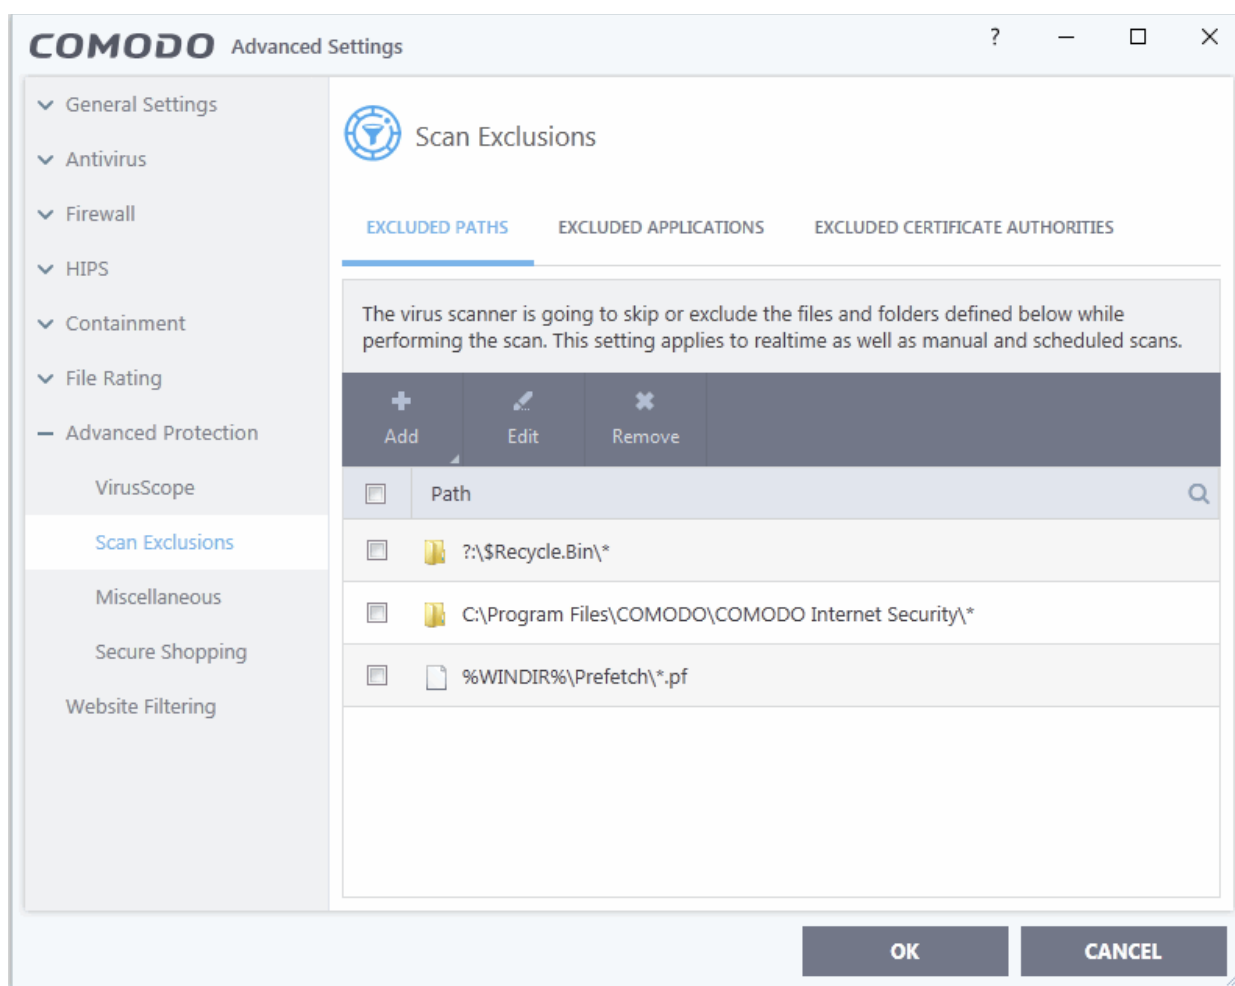 COMODO Advanced Settings
?
General Settings
Antivirus
Firewall
HIPS
Containment
File Rating
Advanced Protection
VirusScope
Scan Exclusions
Miscellaneous
Secure Shopping
Website Filtering
Scan Exclusions
EXCLUDED PATHS EXCLUDED APPLICATIONS EXCLUDED CERTIFICATE AUTHORITIES
The virus scanner is going to skip or exclude the files and folders defined below while
performing the scan. This setting applies to realtime as well as manual and scheduled scans.
Add Edit Remove
Path
?:\$Recycle.Bin\*
C:\Program Files\COMODO\COMODO Internet Security\*
%WINDIR%\Prefetch\*.pf
OK CANCEL